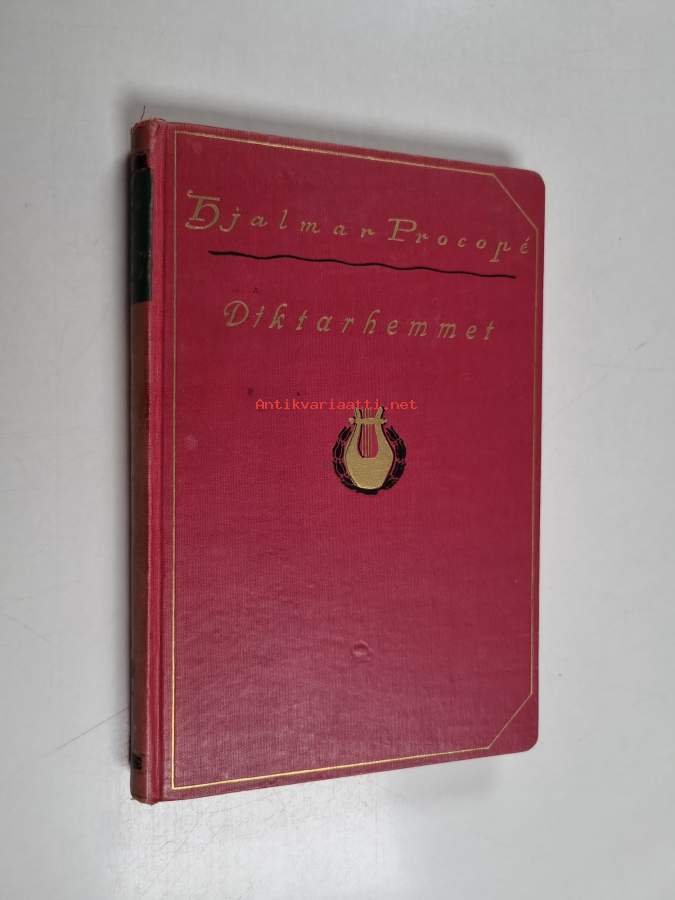 Hjalmar Procopé
Diktarhemmet
Antikvariaatti.net